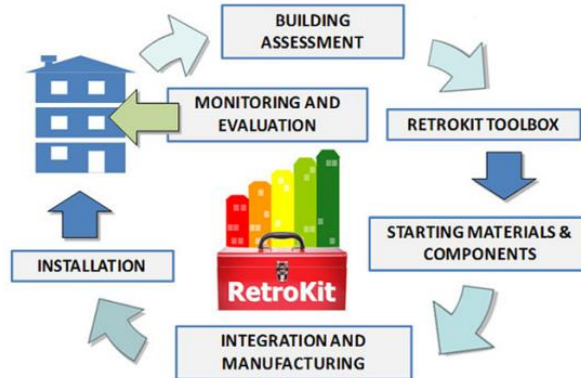 BUILDING
ASSESSMENT
MONITORING AND
EVALUATION
RETROKIT TOOLBOX
STARTING MATERIALS &
COMPONENTS
INSTALLATION
RetroKit
INTEGRATION AND
MANUFACTURING